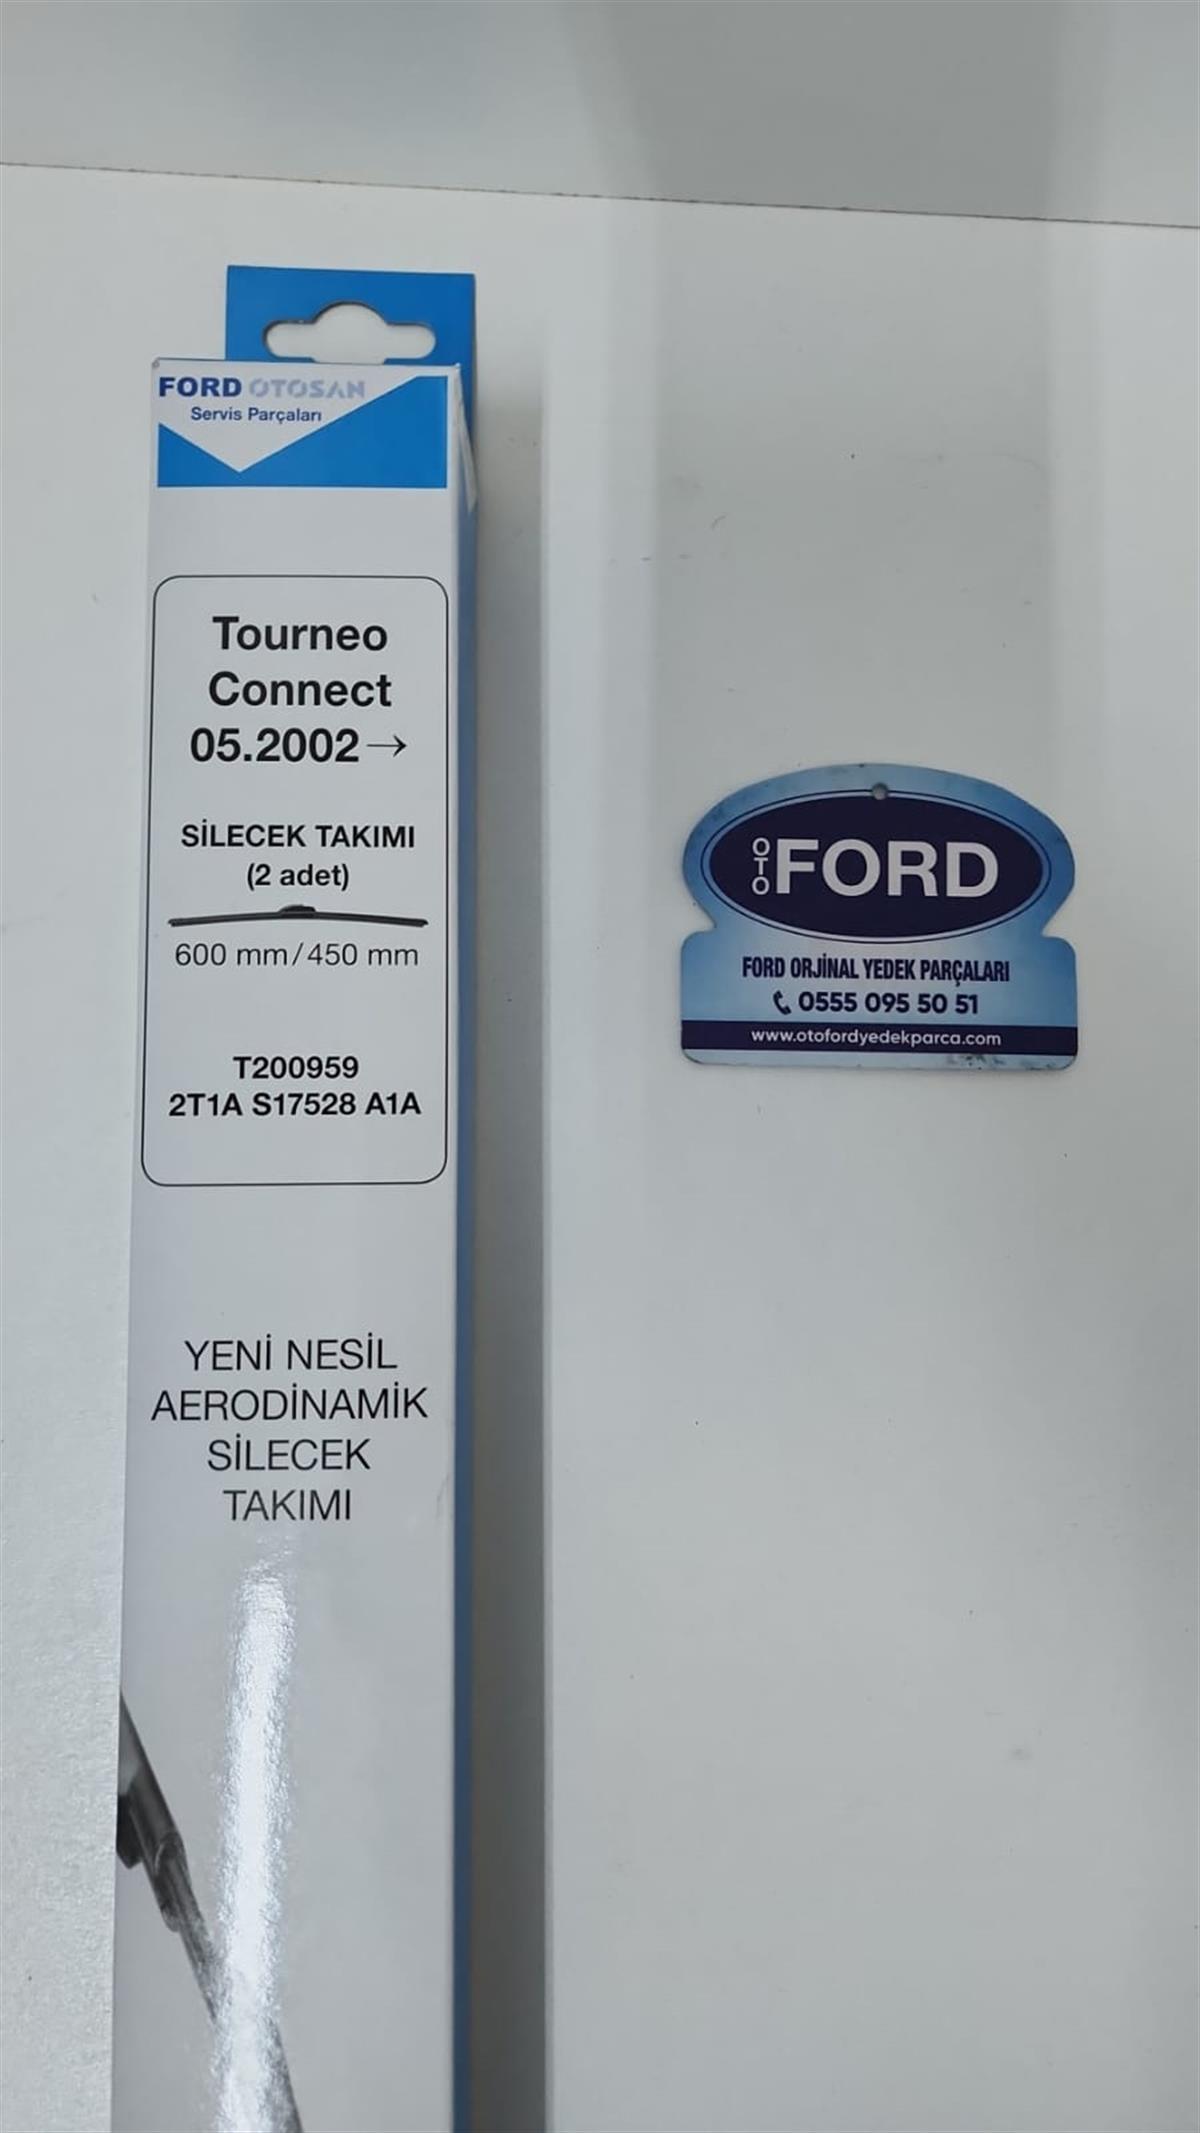 FORD OTOSAN
Servis Parçaları
Tourneo
Connect
05.2002→
SİLECEK TAKIMI
(2 adet)
600 mm/450 mm
T200959
2T1A S17528 A1A
YENİ NESİL
AERODİNAMİK
SİLECEK
TAKIMI
OTO FORD
FORD ORJİNAL YEDEK PARÇALARI
0555 095 50 51
www.otofordyedekparca.com